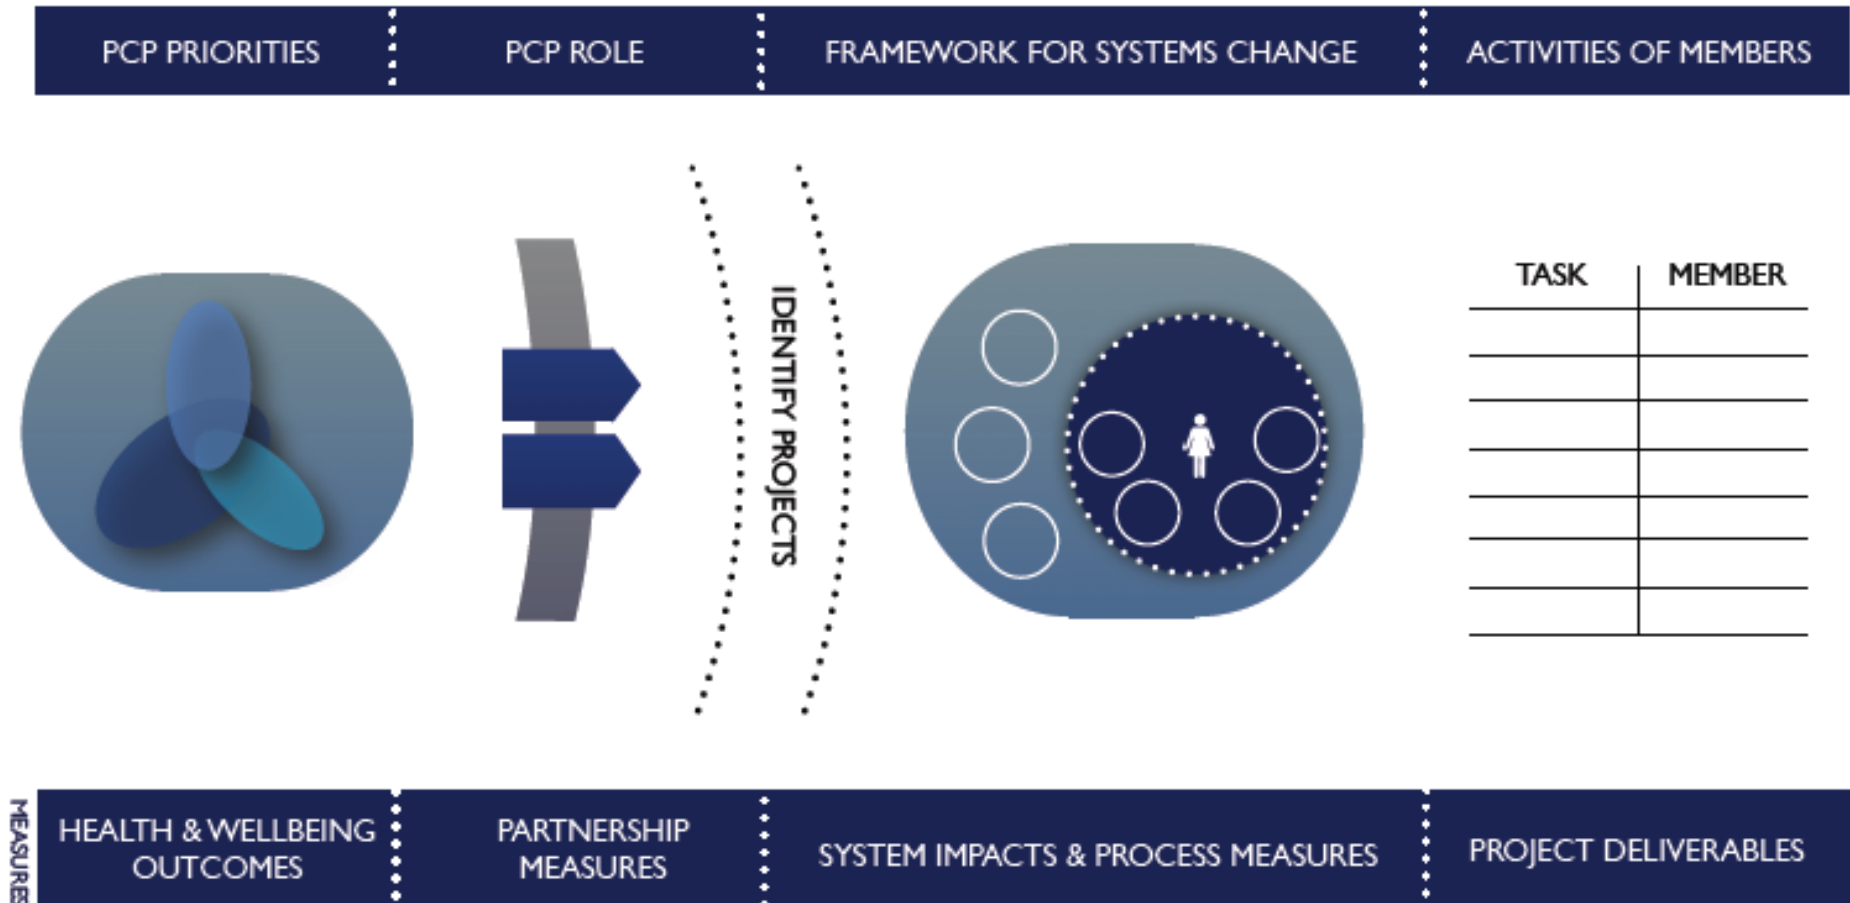 PCP PRIORITIES
PCP ROLE
FRAMEWORK FOR SYSTEMS CHANGE
ACTIVITIES OF MEMBERS
IDENTIFY PROJECTS
TASK
MEMBER
MEASURES
HEALTH & WELLBEING
OUTCOMES
PARTNERSHIP
MEASURES
SYSTEM IMPACTS & PROCESS MEASURES
PROJECT DELIVERABLES